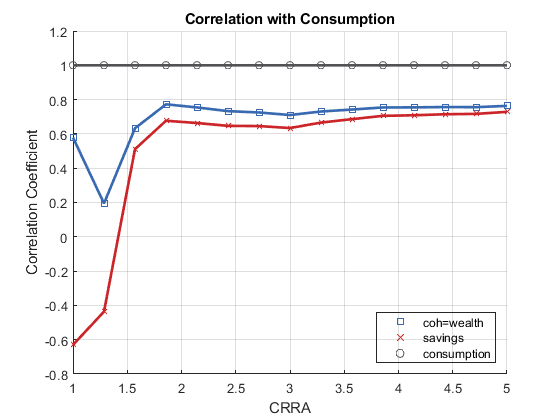 Correlation with Consumption
1.2
1
0.8
0.6
0.4
0.2
0
-0.2
-0.4
-0.6
-0.8
Correlation Coefficient
coh=wealth
savings
consumption
1 1.5 2 2.5 3 3.5 4 4.5 5
CRRA